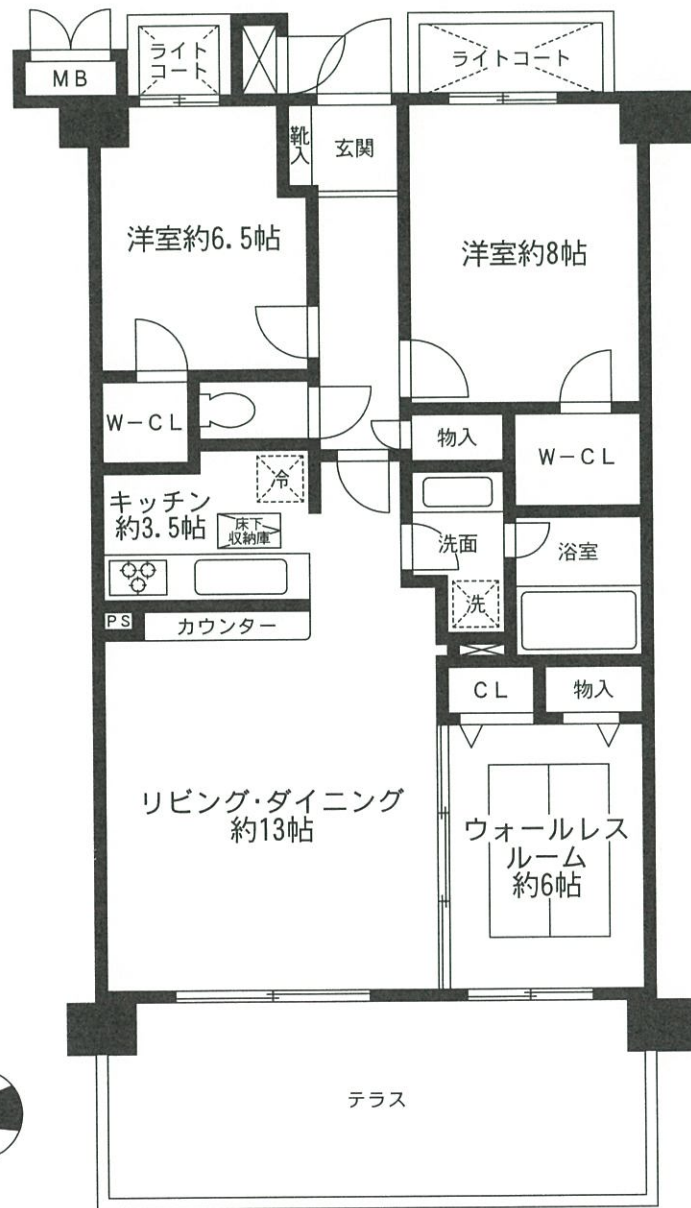 MB
ライト
コート
ライトコート
靴入
玄関
洋室約6.5帖
洋室約8帖
W-CL
物入
W-CL
冷
キッチン
約3.5帖
床下
収納庫
洗面
浴室
洗
PS
カウンター
CL
物入
リビング・ダイニング
約13帖
ウォールレス
ルーム
約6帖
テラス